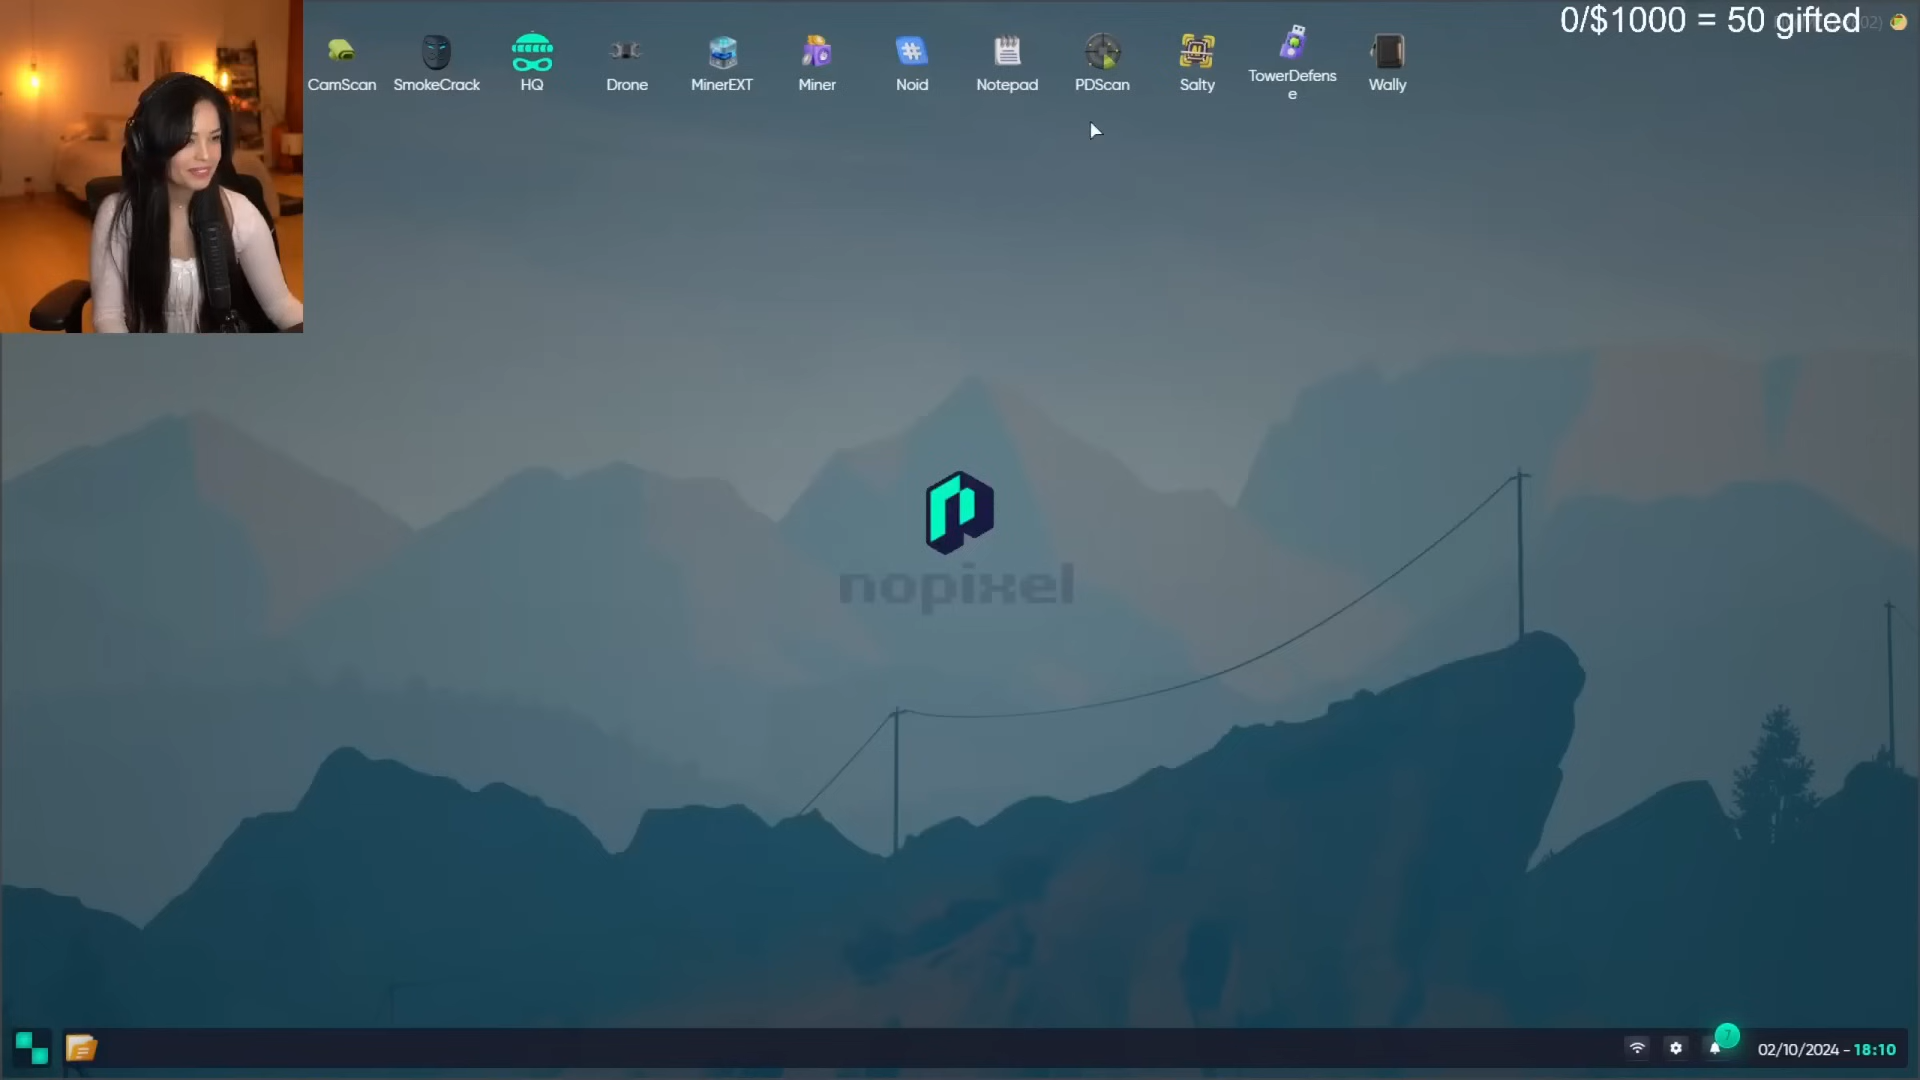 0/$1000 = 50 gifted
CamScan
SmokeCrack
HQ
Drone
MinerEXT
Miner
Noid
Notepad
PDScan
Salty
TowerDefens
e
Wally
nopixel
7
02/10/2024 - 18:10